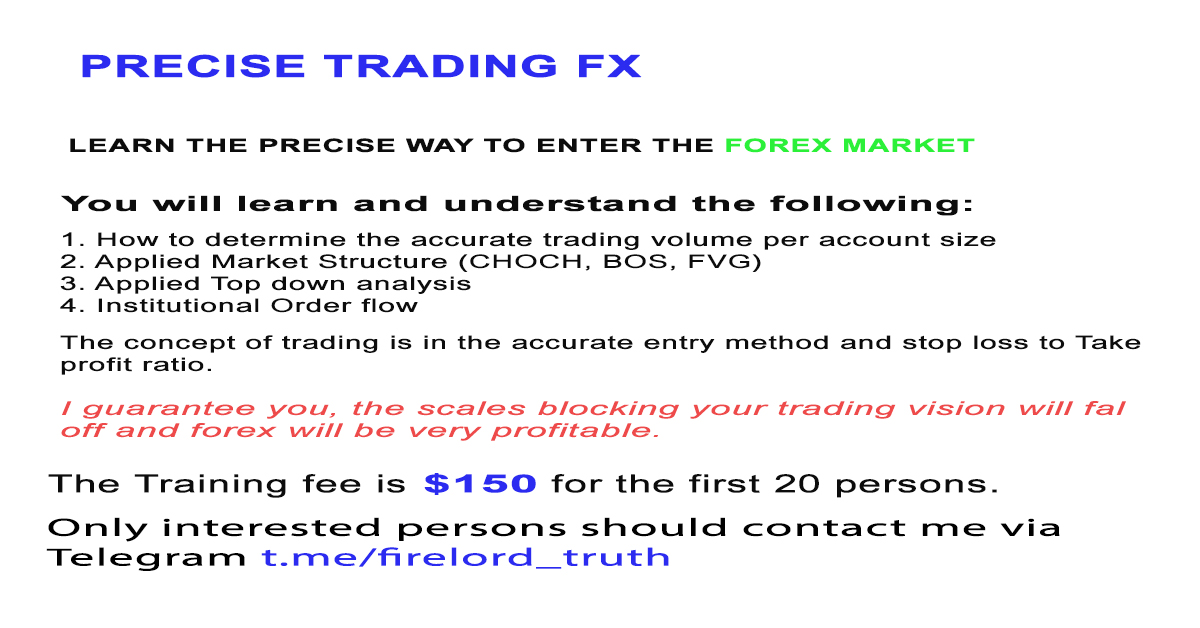 PRECISE TRADING FX
LEARN THE PRECISE WAY TO ENTER THE FOREX MARKET
You will learn and understand the following:
1. How to determine the accurate trading volume per account size
2. Applied Market Structure (CHOCH, BOS, FVG)
3. Applied Top down analysis
4. Institutional Order flow
The concept of trading is in the accurate entry method and stop loss to Take
profit ratio.
I guarantee you, the scales blocking your trading vision will fal
off and forex will be very profitable.
The Training fee is $150 for the first 20 persons.
Only interested persons should contact me via
Telegram t.me/firelord_truth